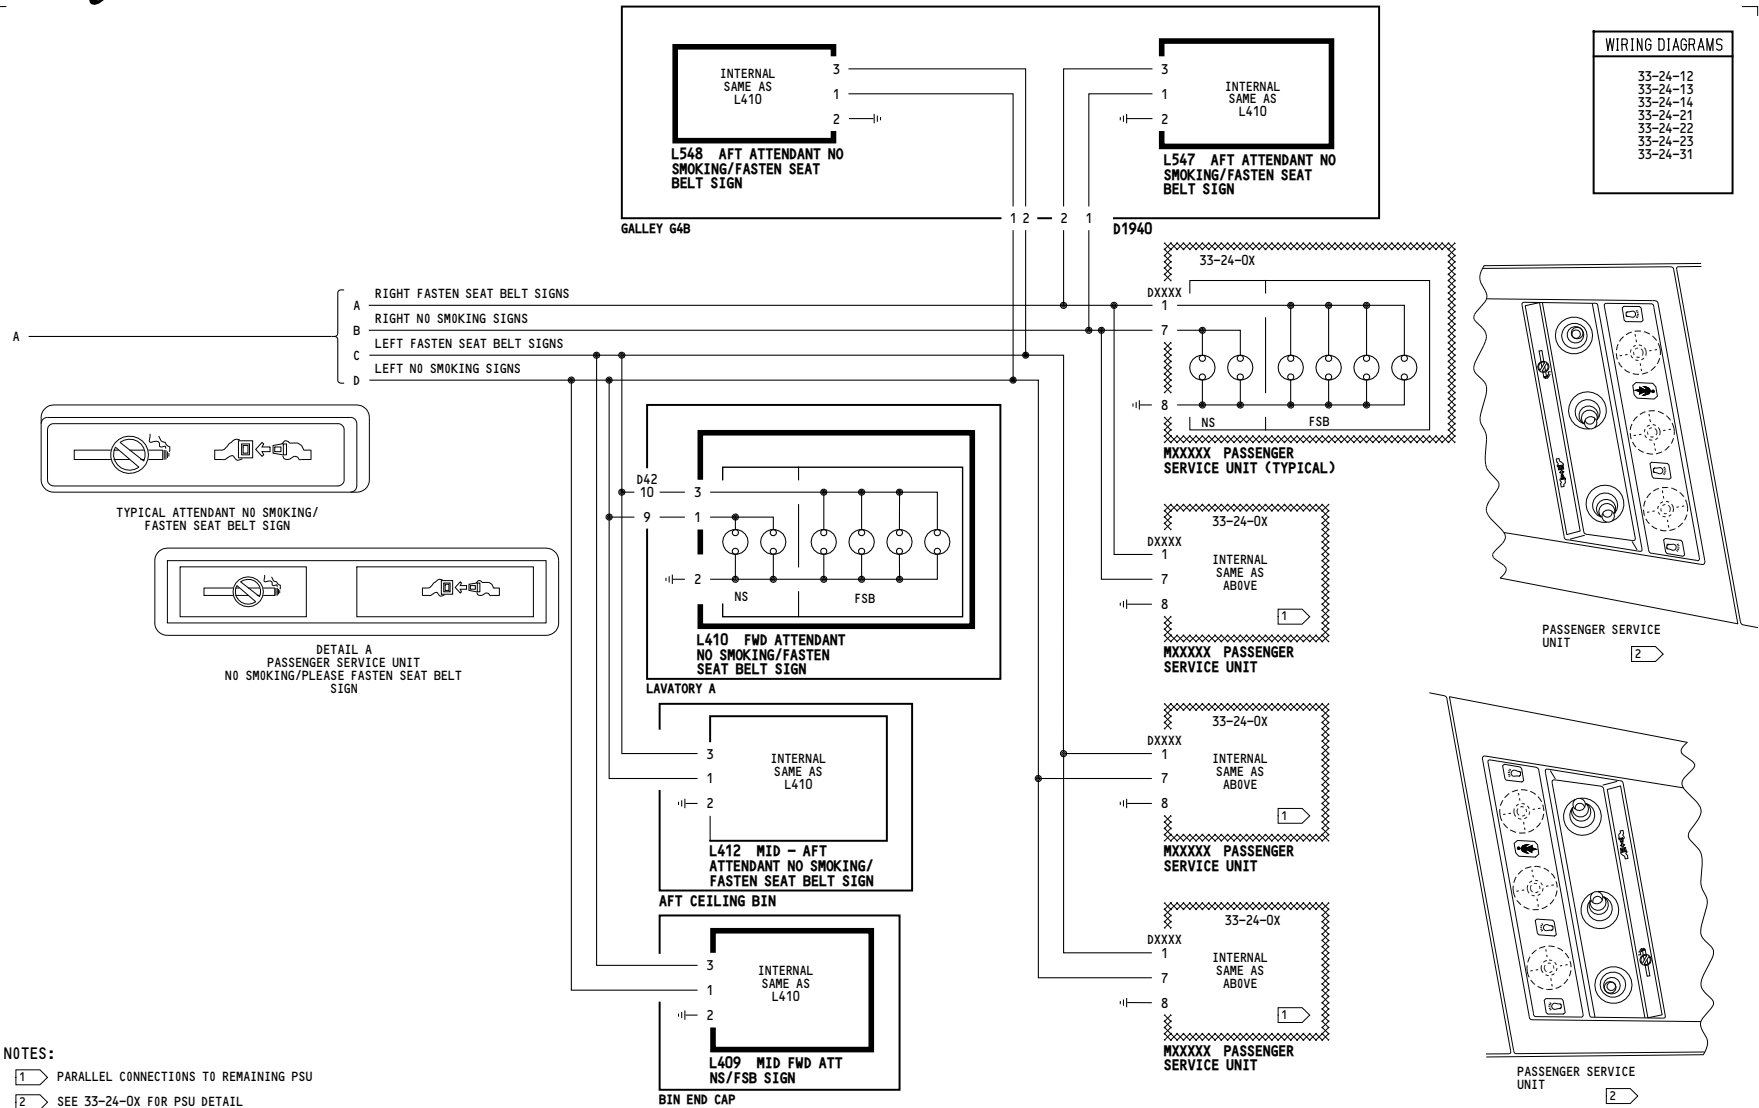 INTERNAL
SAME AS
L410
3
1
2
L548 AFT ATTENDANT NO
SMOKING/FASTEN SEAT
BELT SIGN
3
1
2
INTERNAL
SAME AS
L410
L547 AFT ATTENDANT NO
SMOKING/FASTEN SEAT
BELT SIGN
1 2 2 1
GALLEY G4B
D1940
WIRING DIAGRAMS
33-24-12
33-24-13
33-24-14
33-24-21
33-24-22
33-24-23
33-24-31
A
A RIGHT FASTEN SEAT BELT SIGNS
B RIGHT NO SMOKING SIGNS
C LEFT FASTEN SEAT BELT SIGNS
D LEFT NO SMOKING SIGNS
33-24-0X
DXXXX
1
7
8
NS FSB
MXXXXX PASSENGER
SERVICE UNIT (TYPICAL)
TYPICAL ATTENDANT NO SMOKING/
FASTEN SEAT BELT SIGN
DETAIL A
PASSENGER SERVICE UNIT
NO SMOKING/PLEASE FASTEN SEAT BELT
SIGN
D42
10 3
9 1
2
NS FSB
L410 FWD ATTENDANT
NO SMOKING/FASTEN
SEAT BELT SIGN
LAVATORY A
33-24-0X
DXXXX
1
7
8
INTERNAL
SAME AS
ABOVE
1
MXXXXX PASSENGER
SERVICE UNIT
PASSENGER SERVICE
UNIT
2
3
1
2
INTERNAL
SAME AS
L410
L412 MID - AFT
ATTENDANT NO SMOKING/
FASTEN SEAT BELT SIGN
AFT CEILING BIN
33-24-0X
DXXXX
1
7
8
INTERNAL
SAME AS
ABOVE
1
MXXXXX PASSENGER
SERVICE UNIT
3
1
2
INTERNAL
SAME AS
L410
L409 MID FWD ATT
NS/FSB SIGN
BIN END CAP
33-24-0X
DXXXX
1
7
8
INTERNAL
SAME AS
ABOVE
1
MXXXXX PASSENGER
SERVICE UNIT
PASSENGER SERVICE
UNIT
2
NOTES:
1 PARALLEL CONNECTIONS TO REMAINING PSU
2 SEE 33-24-0X FOR PSU DETAIL